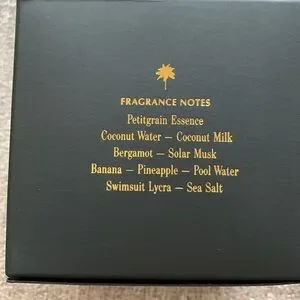 FRAGRANCE NOTES
Petitgrain Essence
Coconut Water — Coconut Milk
Bergamot — Solar Musk
Banana — Pineapple — Pool Water
Swimsuit Lycra — Sea Salt